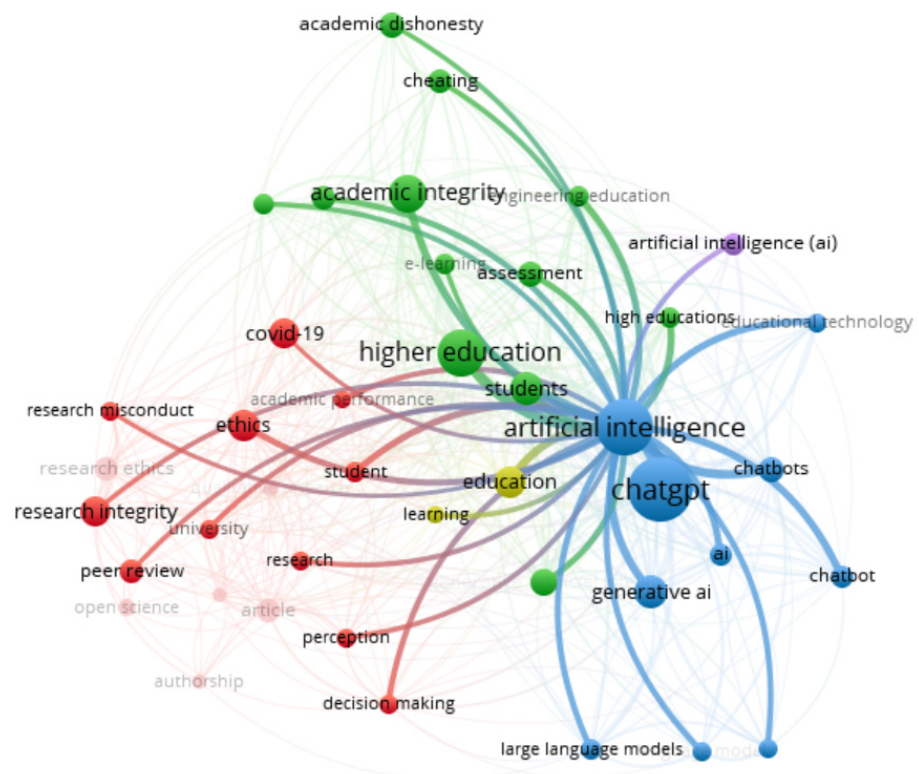 academic dishonesty
cheating
academic integrity
engineering education
artificial intelligence (ai)
e-learning
assessment
high educations
educational technology
covid-19
higher education
students
academic performance
research misconduct
ethics
artificial intelligence
research ethics
student
chatbots
education
chatgpt
research integrity
learning
university
ai
research
peer review
chatbot
generative ai
open science
article
perception
authorship
decision making
large language models